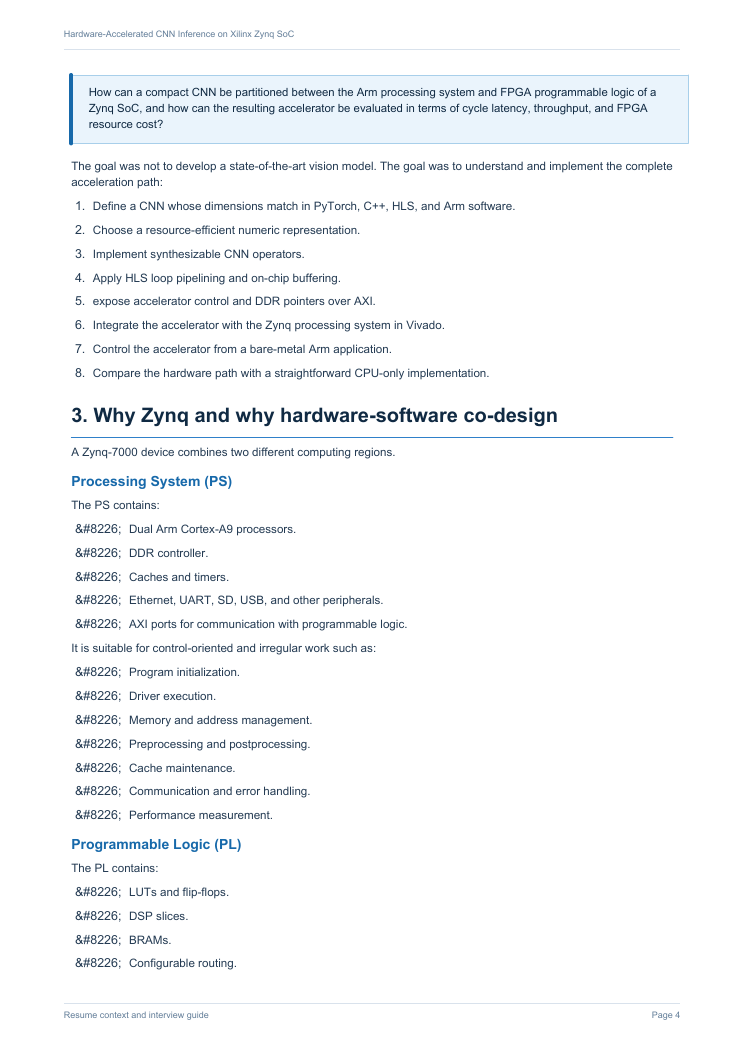 Hardware-Accelerated CNN Inference on Xilinx Zynq SoC
How can a compact CNN be partitioned between the Arm processing system and FPGA programmable logic of a
Zynq SoC, and how can the resulting accelerator be evaluated in terms of cycle latency, throughput, and FPGA
resource cost?
The goal was not to develop a state-of-the-art vision model. The goal was to understand and implement the complete
acceleration path:
1. Define a CNN whose dimensions match in PyTorch, C++, HLS, and Arm software.
2. Choose a resource-efficient numeric representation.
3. Implement synthesizable CNN operators.
4. Apply HLS loop pipelining and on-chip buffering.
5. expose accelerator control and DDR pointers over AXI.
6. Integrate the accelerator with the Zynq processing system in Vivado.
7. Control the accelerator from a bare-metal Arm application.
8. Compare the hardware path with a straightforward CPU-only implementation.
3. Why Zynq and why hardware-software co-design
A Zynq-7000 device combines two different computing regions.
Processing System (PS)
The PS contains:
&#8226; Dual Arm Cortex-A9 processors.
&#8226; DDR controller.
&#8226; Caches and timers.
&#8226; Ethernet, UART, SD, USB, and other peripherals.
&#8226; AXI ports for communication with programmable logic.
It is suitable for control-oriented and irregular work such as:
&#8226; Program initialization.
&#8226; Driver execution.
&#8226; Memory and address management.
&#8226; Preprocessing and postprocessing.
&#8226; Cache maintenance.
&#8226; Communication and error handling.
&#8226; Performance measurement.
Programmable Logic (PL)
The PL contains:
&#8226; LUTs and flip-flops.
&#8226; DSP slices.
&#8226; BRAMs.
&#8226; Configurable routing.
Resume context and interview guide
Page 4